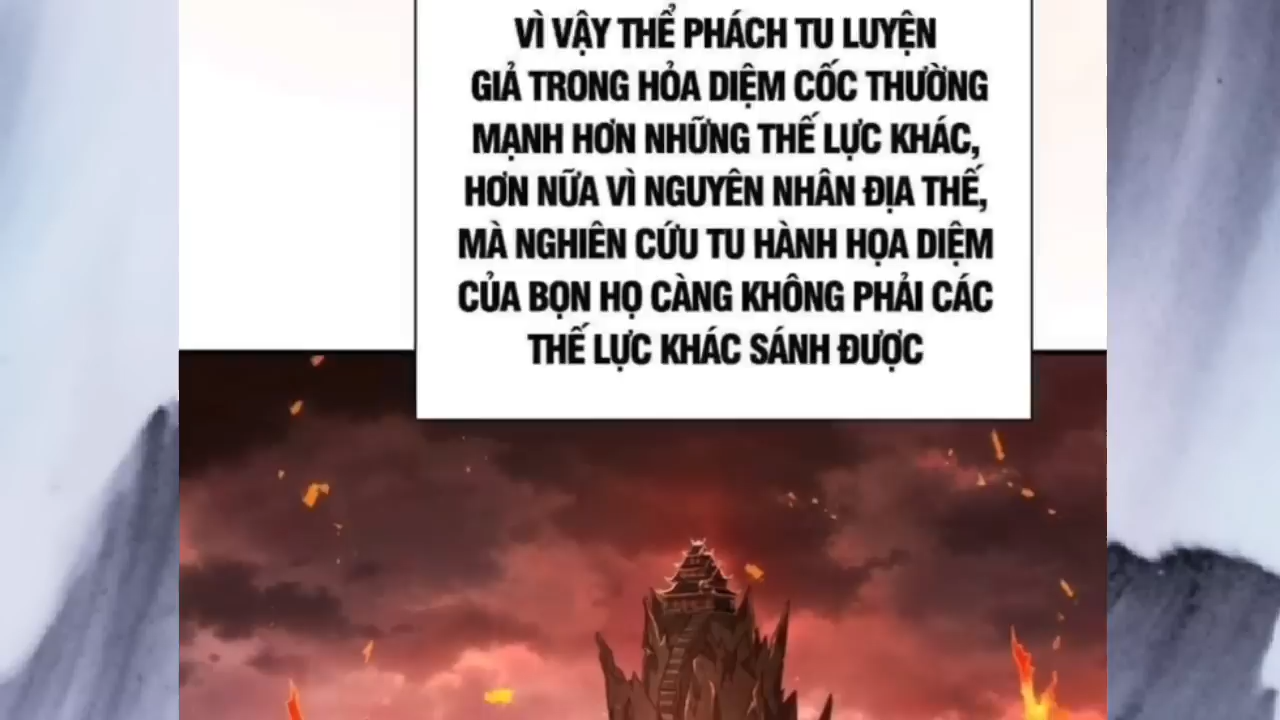 VÌ VẬY THỂ PHÁCH TU LUYỆN
GIẢ TRONG HỎA DIỆM CỐC THƯỜNG
MẠNH HƠN NHỮNG THẾ LỰC KHÁC,
HƠN NỮA VÌ NGUYÊN NHÂN ĐỊA THẾ,
MÀ NGHIÊN CỨU TU HÀNH HỌA DIỆM
CỦA BỌN HỌ CÀNG KHÔNG PHẢI CÁC
THẾ LỰC KHÁC SÁNH ĐƯỢC